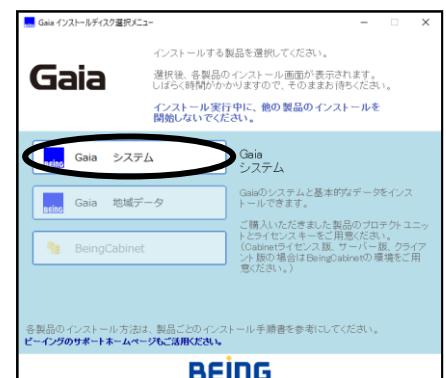 Gaia インストールディスク選択メニュー
インストールする製品を選択してください。
Gaia
選択後、各製品のインストール画面が表示されます。
しばらく時間がかかりますので、そのままお待ちください。
インストール実行中に、他の製品のインストールを
開始しないでください。
Being
Gaia システム
Gaia
システム
Being
Gaia 地域データ
Gaiaのシステムと基本的なデータをインス
トールできます。
BeingCabinet
ご購入いただきました製品のプロテクトユニッ
トとライセンスキーをご用意ください。
(Cabinetライセンス版、サーバー版、クライア
ント版の場合はBeingCabinetの環境をご用
意ください。)
各製品のインストール方法は、製品ごとのインストール手順書を参考にしてください。
ビーイングのサポートホームページもご活用ください。
BEING